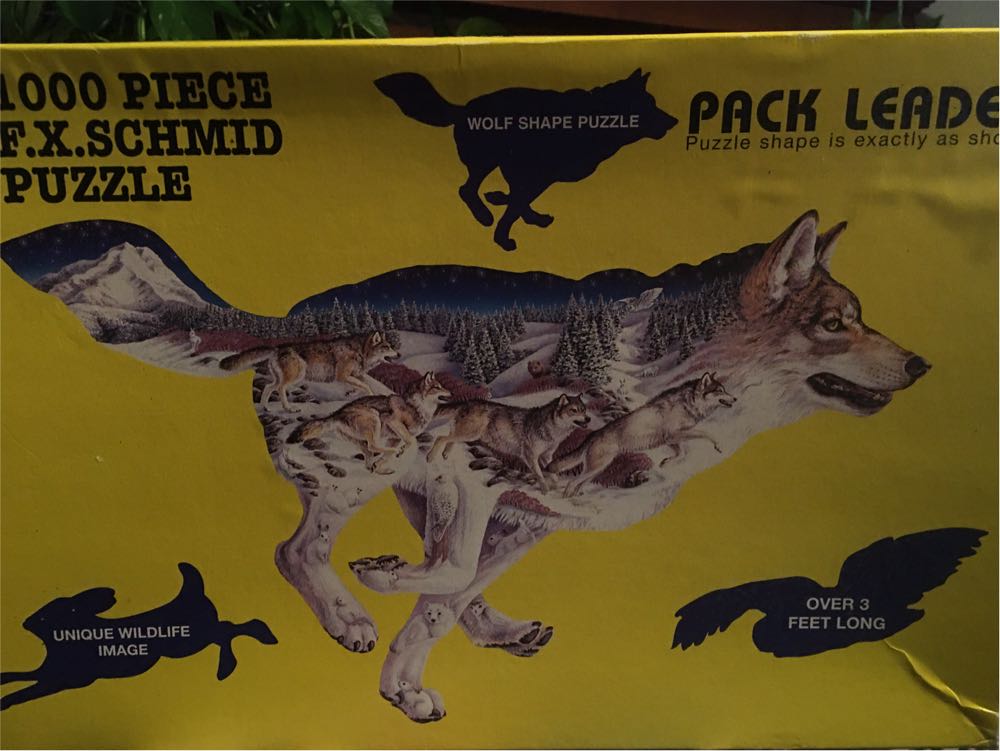 1000 PIECE
F.X.SCHMID
PUZZLE
WOLF SHAPE PUZZLE
PACK LEADE
Puzzle shape is exactly as sho
UNIQUE WILDLIFE
IMAGE
OVER 3
FEET LONG